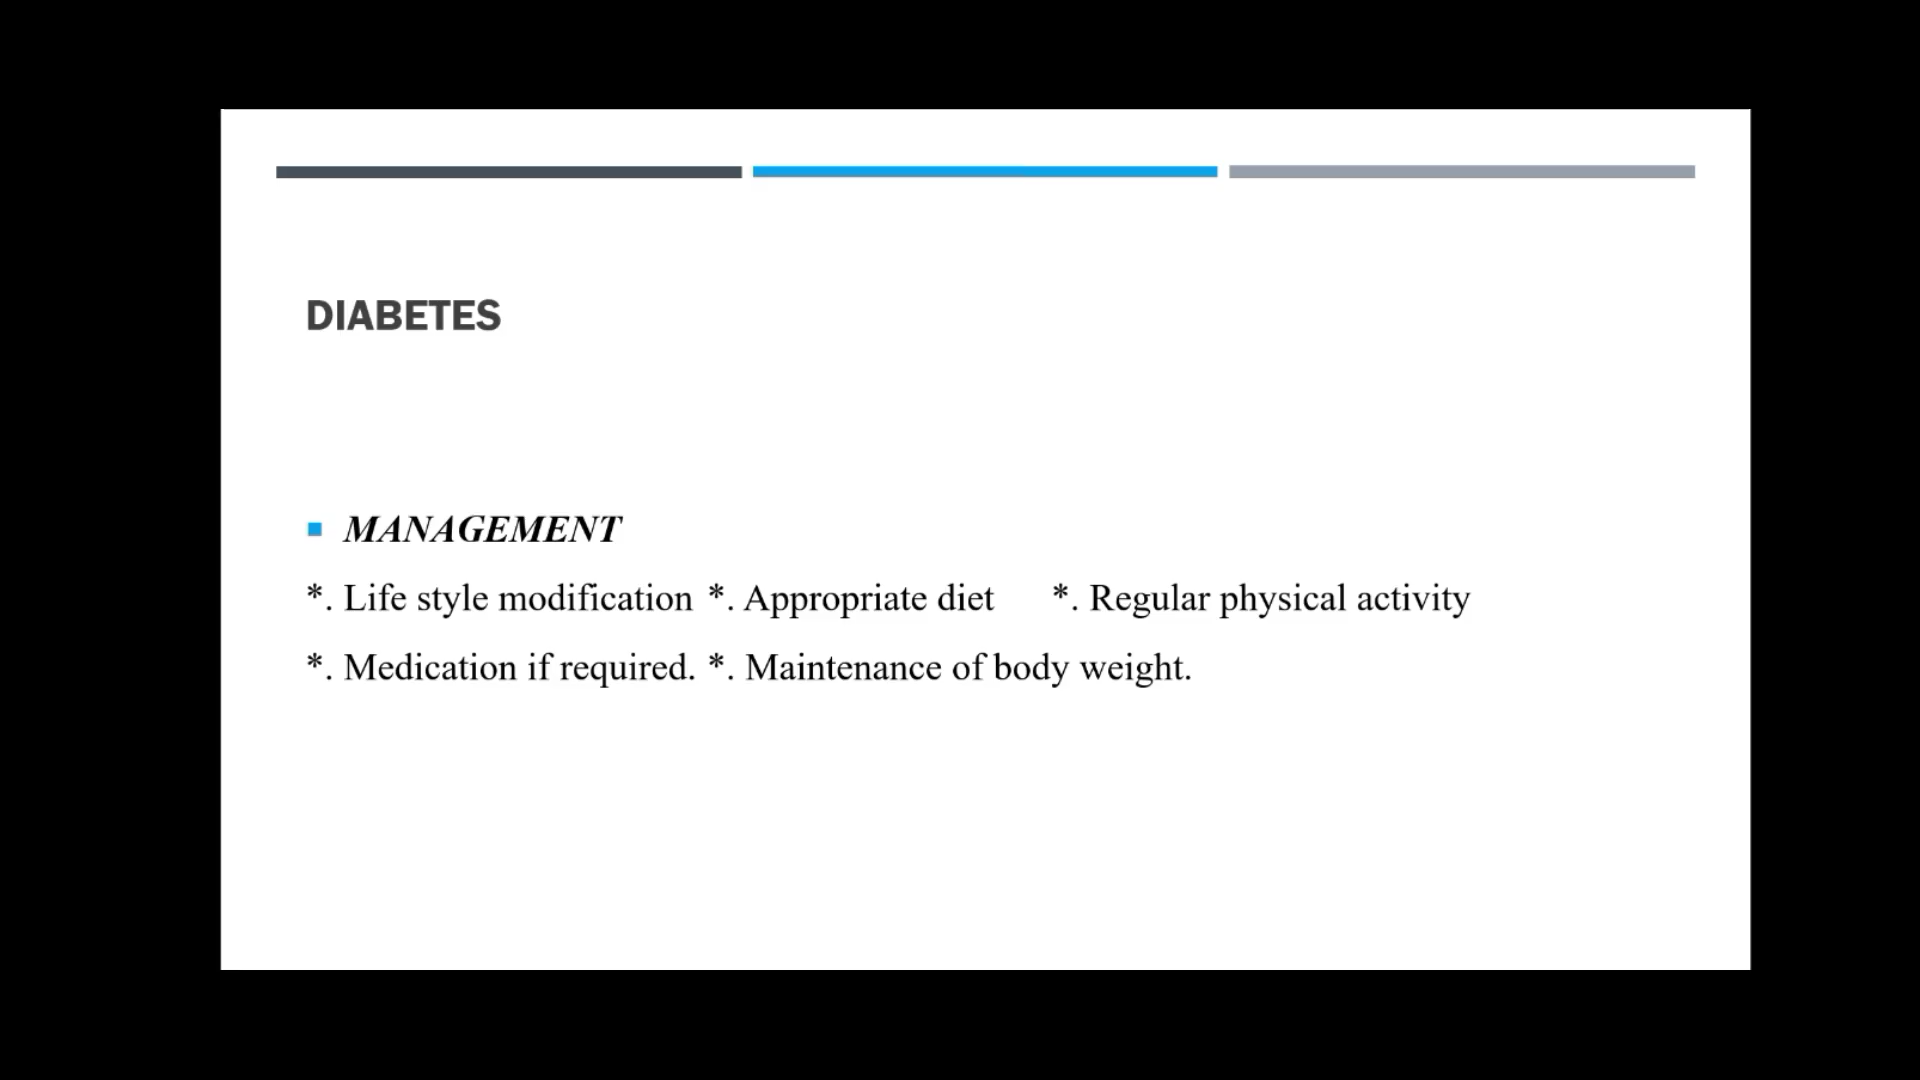 DIABETES
MANAGEMENT
*. Life style modification *. Appropriate diet *. Regular physical activity
*. Medication if required. *. Maintenance of body weight.